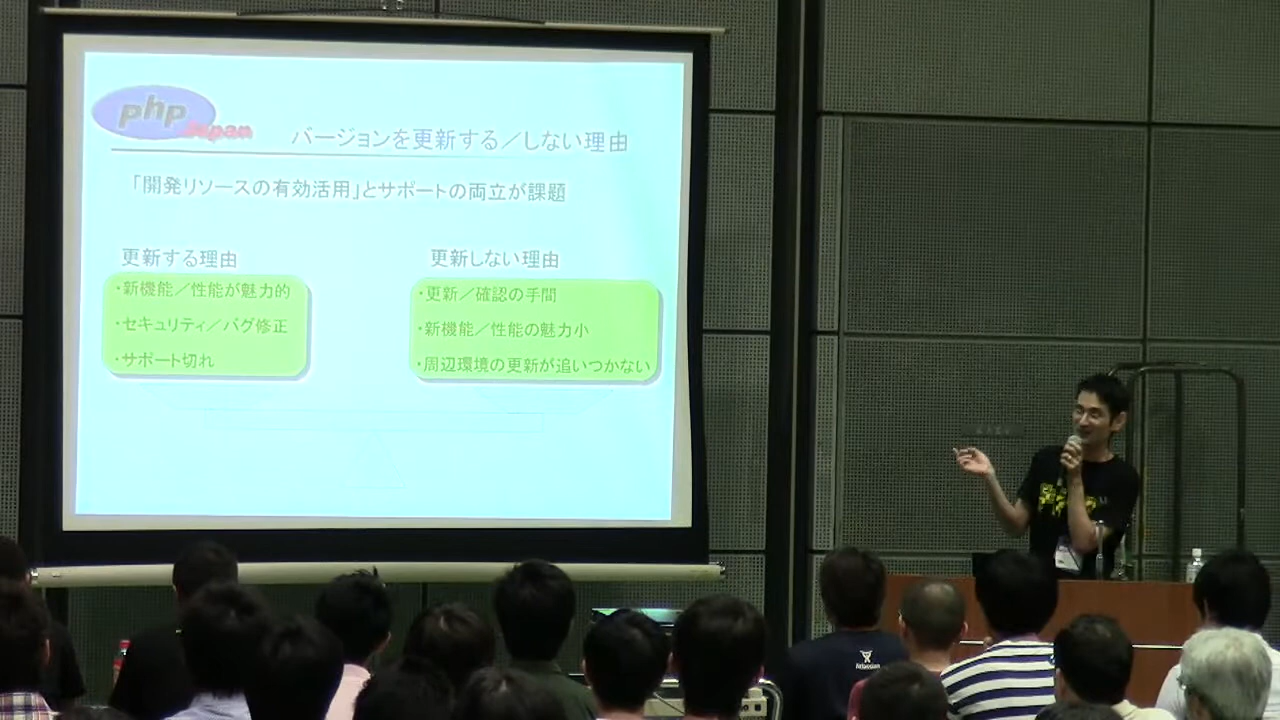 php
Japan
バージョンを更新する／しない理由
「開発リソースの有効活用」とサポートの両立が課題
更新する理由
・新機能／性能が魅力的
・セキュリティ／バグ修正
・サポート切れ
更新しない理由
・更新／確認の手間
・新機能／性能の魅力小
・周辺環境の更新が追いつかない
Atlassian